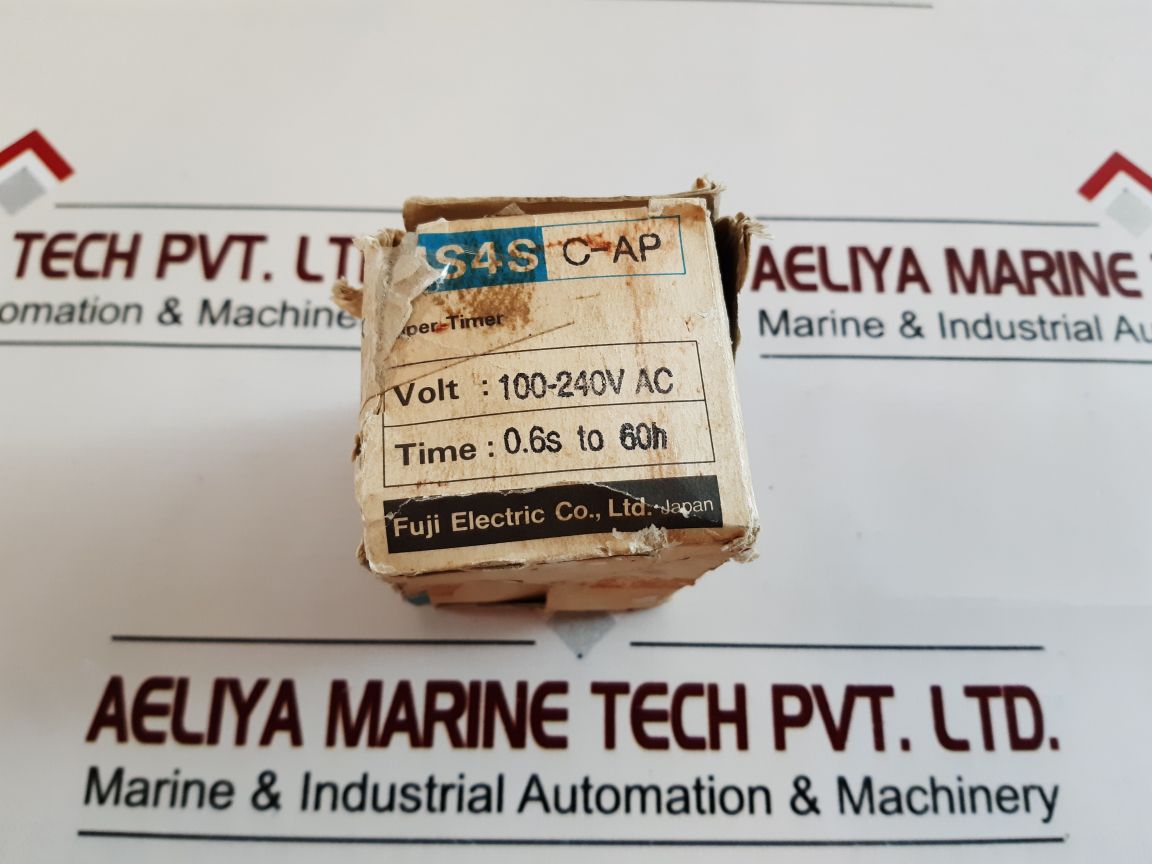 TECH PVT. LT
omation & Machine
S4S C-AP
per-Timer
Volt : 100-240V AC
Time : 0.6s to 60h
Fuji Electric Co., Ltd. Japan
AELIYA MARINE
Marine & Industrial Au
AELIYA MARINE TECH PVT. LTD.
Marine & Industrial Automation & Machinery